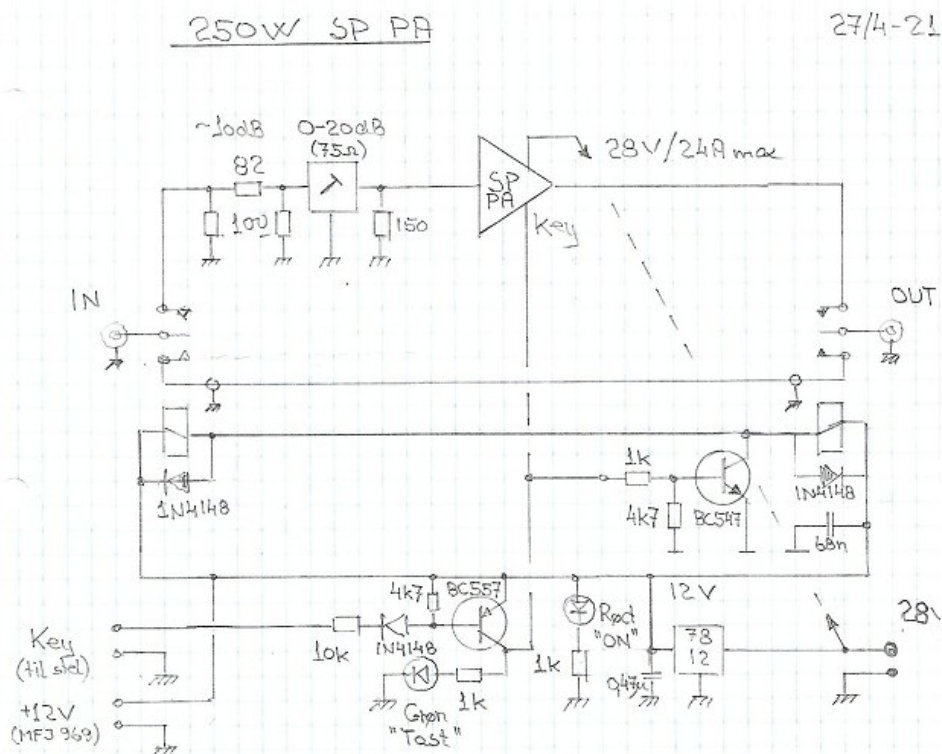 250W SP PA
27/4-21
~10dB
0-20dB
(75Ω)
82
100
150
SP
PA
28V/24A max
Key
IN
OUT
1N4148
1k
4k7
BC547
1N4148
68n
Key
(til stel)
+12V
(MFJ 969)
10k
1N4148
4k7
BC557
1k
Grøn
"Tast"
Rød
"ON"
1k
12V
78
12
0,47µ
28V